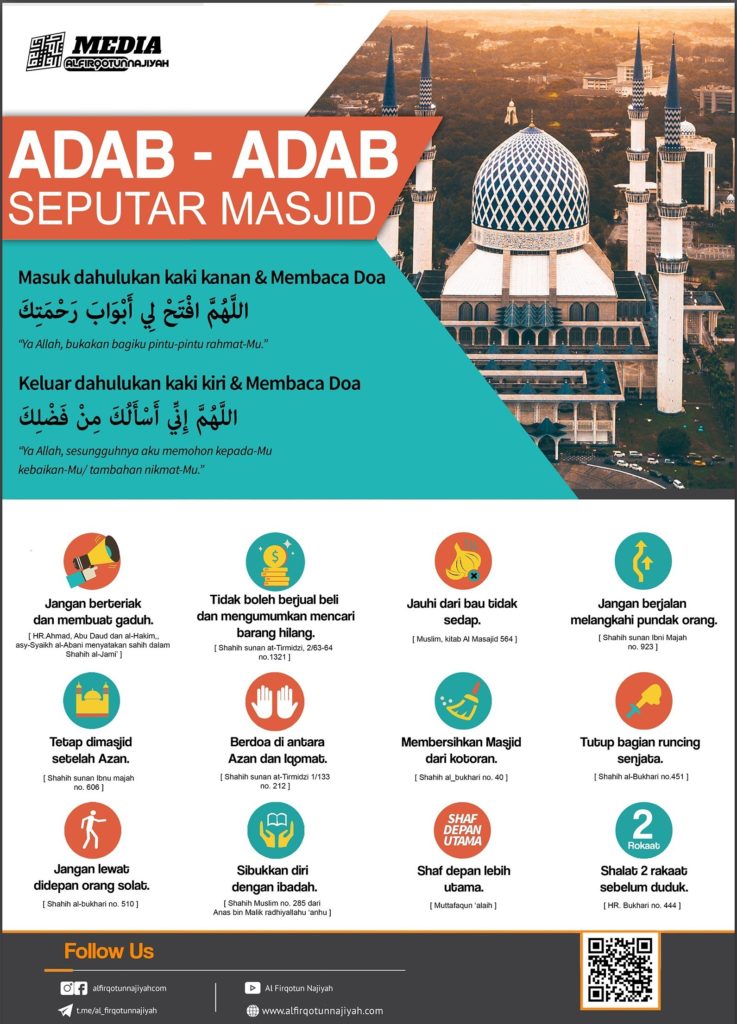 MEDIA
ALFIRQOTUNNAJIYAH
ADAB - ADAB
SEPUTAR MASJID
Masuk dahulukan kaki kanan & Membaca Doa
اللَّهُمَّ افْتَحْ لِي أَبْوَابَ رَحْمَتِكَ
“Ya Allah, bukakan bagiku pintu-pintu rahmat-Mu.”
Keluar dahulukan kaki kiri & Membaca Doa
اللَّهُمَّ إِنِّي أَسْأَلُكَ مِنْ فَضْلِكَ
“Ya Allah, sesungguhnya aku memohon kepada-Mu
kebaikan-Mu/ tambahan nikmat-Mu.”
Jangan berteriak
dan membuat gaduh.
[ HR.Ahmad, Abu Daud dan al-Hakim,,
asy-Syaikh al-Abani menyatakan sahih dalam
Shahih al-Jami’ ]
$
Tidak boleh berjual beli
dan mengumumkan mencari
barang hilang.
[ Shahih sunan at-Tirmidzi, 2/63-64
no.1321 ]
Jauhi dari bau tidak
sedap.
[ Muslim, kitab Al Masajid 564 ]
Jangan berjalan
melangkahi pundak orang.
[ Shahih sunan Ibni Majah
no. 923 ]
Tetap dimasjid
setelah Azan.
[ Shahih sunan Ibnu majah
no. 606 ]
Berdoa di antara
Azan dan Iqomat.
[ Shahih sunan at-Tirmidzi 1/133
no. 212 ]
Membersihkan Masjid
dari kotoran.
[ Shahih al_bukhari no. 40 ]
Tutup bagian runcing
senjata.
[ Shahih al-Bukhari no.451 ]
Jangan lewat
didepan orang solat.
[ Shahih al-bukhari no. 510 ]
Sibukkan diri
dengan ibadah.
[ Shahih Muslim no. 285 dari
Anas bin Malik radhiyallahu ‘anhu ]
SHAF
DEPAN
UTAMA
Shaf depan lebih
utama.
[ Muttafaqun ‘alaih ]
2
Rokaat
Shalat 2 rakaat
sebelum duduk.
[ HR. Bukhari no. 444 ]
Follow Us
alfirqotunnajiyahcom
Al Firqotun Najiyah
t.me/al_firqotunnajiyah
www.alfirqotunnajiyah.com